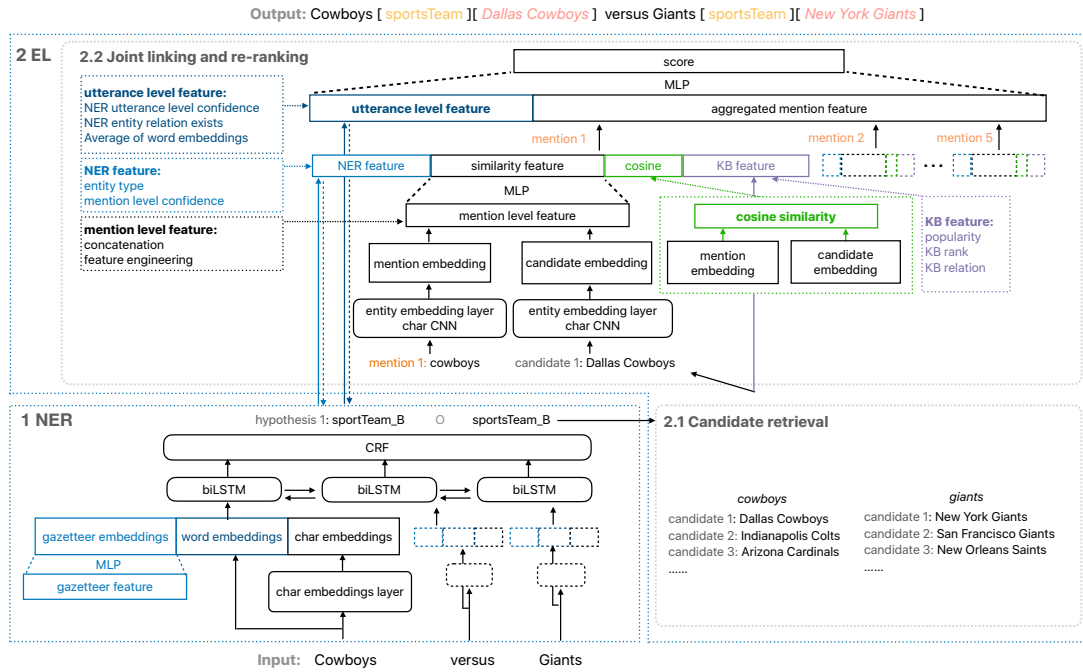 Output: Cowboys [ sportsTeam ][ Dallas Cowboys ] versus Giants [ sportsTeam ][ New York Giants ]
2 EL
2.2 Joint linking and re-ranking
score
MLP
utterance level feature:
NER utterance level confidence
NER entity relation exists
Average of word embeddings
utterance level feature
aggregated mention feature
mention 1
mention 2
mention 5
NER feature:
entity type
mention level confidence
NER feature
similarity feature
cosine
KB feature
...
MLP
mention level feature:
concatenation
feature engineering
mention level feature
cosine similarity
KB feature:
popularity
KB rank
KB relation
mention embedding
candidate embedding
mention
embedding
candidate
embedding
entity embedding layer
char CNN
entity embedding layer
char CNN
mention 1: cowboys
candidate 1: Dallas Cowboys
1 NER
hypothesis 1: sportTeam_B O sportsTeam_B
CRF
biLSTM
biLSTM
biLSTM
gazetteer embeddings
word embeddings
char embeddings
MLP
gazetteer feature
char embeddings layer
2.1 Candidate retrieval
cowboys
candidate 1: Dallas Cowboys
candidate 2: Indianapolis Colts
candidate 3: Arizona Cardinals
......
giants
candidate 1: New York Giants
candidate 2: San Francisco Giants
candidate 3: New Orleans Saints
......
Input: Cowboys versus Giants